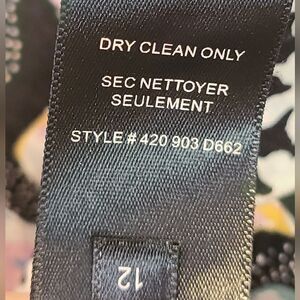 DRY CLEAN ONLY
SEC NETTOYER
SEULEMENT
STYLE # 420 903 D662
12